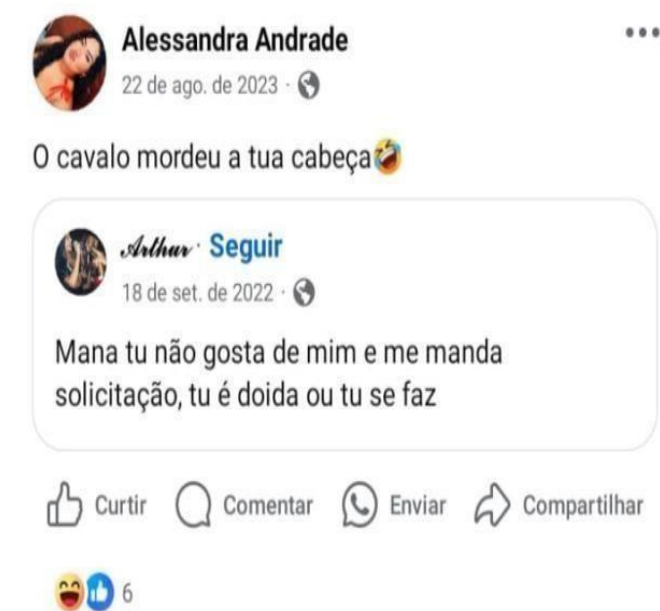 Alessandra Andrade
22 de ago. de 2023 ·
O cavalo mordeu a tua cabeça🤣
Arthur · Seguir
18 de set. de 2022 ·
Mana tu não gosta de mim e me manda
solicitação, tu é doida ou tu se faz
Curtir Comentar Enviar Compartilhar
6